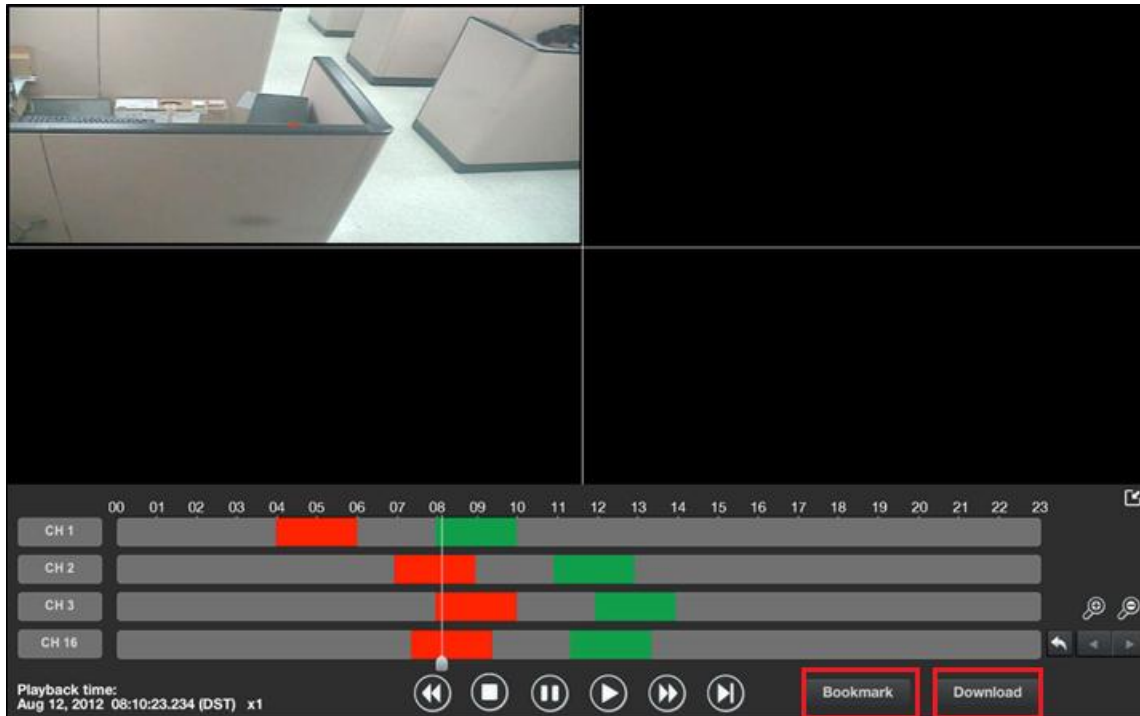 00 01 02 03 04 05 06 07 08 09 10 11 12 13 14 15 16 17 18 19 20 21 22 23
CH 1
CH 2
CH 3
CH 16
Playback time:
Aug 12, 2012 08:10:23.234 (DST) x1
Bookmark
Download